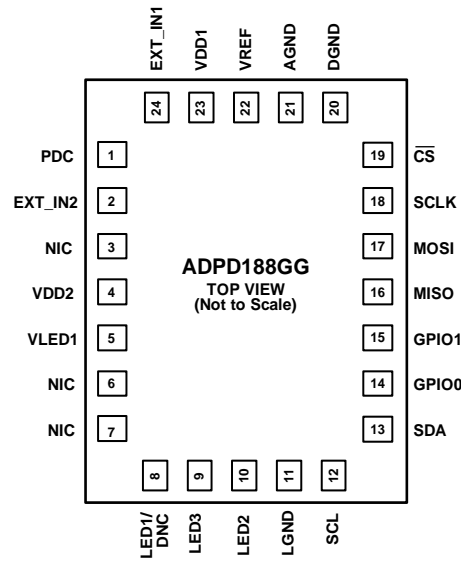 EXT_IN1
VDD1
VREF
AGND
DGND
24
23
22
21
20
PDC 1
19 CS
EXT_IN2 2
18 SCLK
NIC 3
17 MOSI
ADPD188GG
TOP VIEW
(Not to Scale)
VDD2 4
16 MISO
VLED1 5
15 GPIO1
NIC 6
14 GPIO0
NIC 7
13 SDA
8
9
10
11
12
LED1/
DNC
LED3
LED2
LGND
SCL